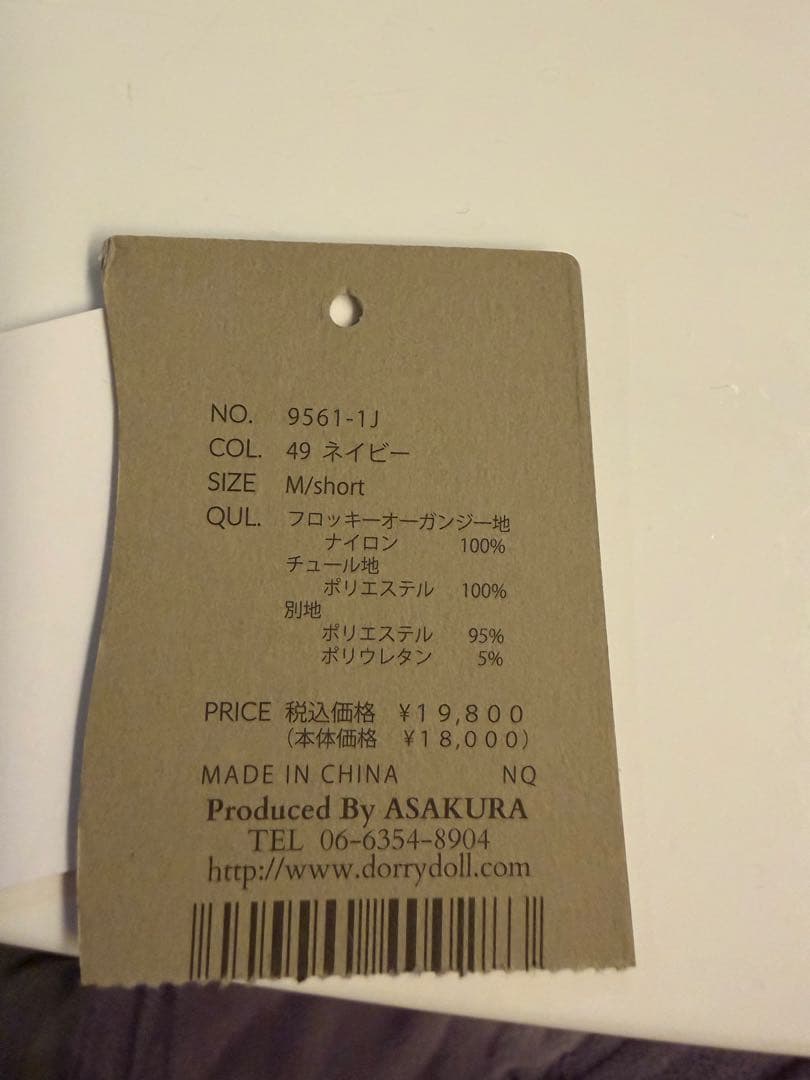 NO. 9561-1J
COL. 49 ネイビー
SIZE M/short
QUL. フロッキーオーガンジー地
ナイロン 100%
チュール地
ポリエステル 100%
別地
ポリエステル 95%
ポリウレタン 5%
PRICE 税込価格 ￥１９,８００
（本体価格 ￥１８,０００）
MADE IN CHINA NQ
Produced By ASAKURA
TEL 06-6354-8904
http://www.dorrydoll.com